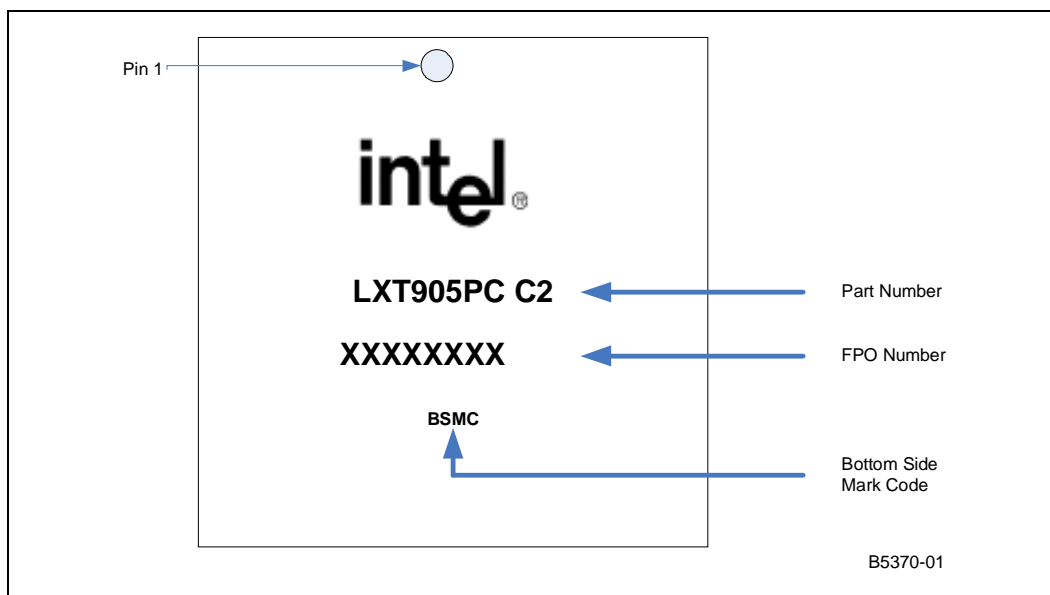 Pin 1
intel®
LXT905PC C2
Part Number
XXXXXXXX
FPO Number
BSMC
Bottom Side
Mark Code
B5370-01